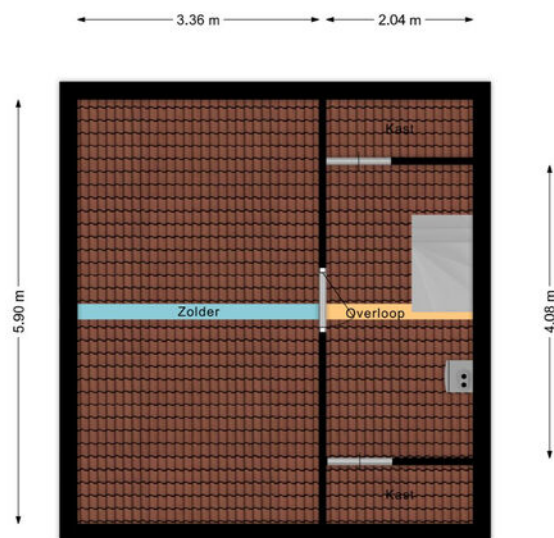 3.36 m
2.04 m
Kast
5.90 m
4.08 m
Zolder
Overloop
Kast